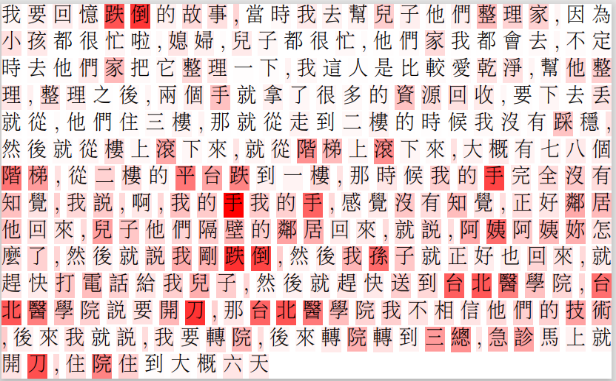 我要回憶跌倒的故事,當時我去幫兒子他們整理家,因為
小孩都很忙啦,媳婦,兒子都很忙,他們家我都會去,不定
時去他們家把它整理一下,我這人是比較愛乾淨,幫他整
理,整理之後,兩個手就拿了很多的資源回收,要下去丟
就從,他們住三樓,那就從走到二樓的時候我沒有踩穩,
然後就從樓上滾下來,就從階梯上滾下來,大概有七八個
階梯,從二樓的平台跌到一樓,那時候我的手完全沒有
知覺,我說,啊,我的手我的手,感覺沒有知覺,正好鄰居
他回來,兒子他們隔壁的鄰居回來,就說,阿姨阿姨妳怎
麼了,然後就說我剛跌倒,然後我孫子就正好也回來,就
趕快打電話給我兒子,然後就趕快送到台北醫學院,台
北醫學院說要開刀,那台北醫學院我不相信他們的技術
,後來我就說,我要轉院,後來轉院轉到三總,急診馬上就
開刀,住院住到大概六天